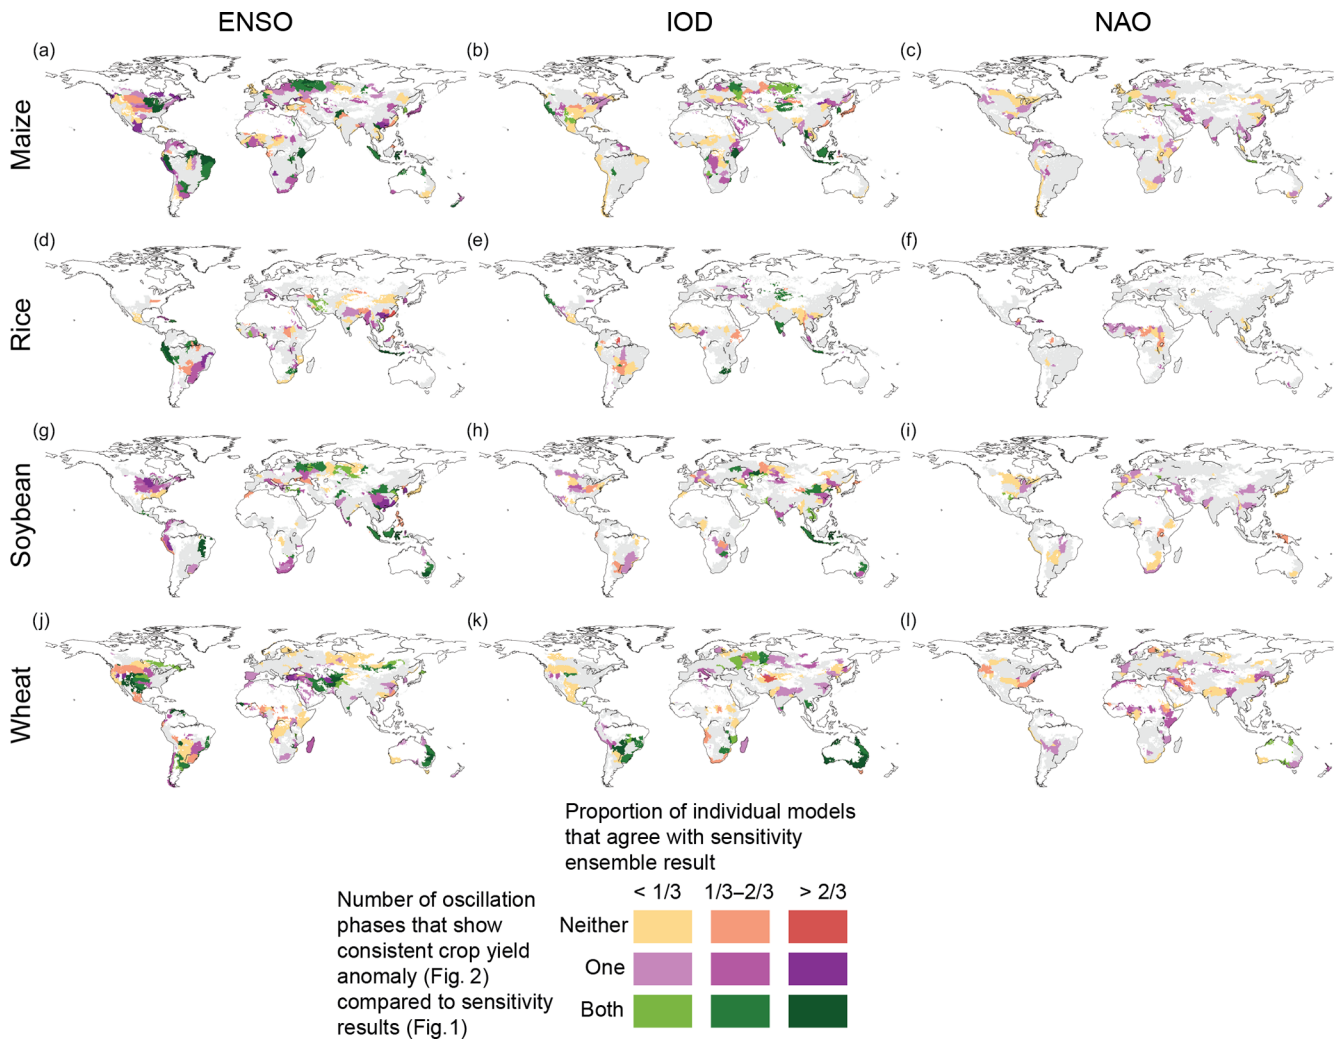 ENSO
IOD
NAO
(a)
(b)
(c)
Maize
(d)
(e)
(f)
Rice
(g)
(h)
(i)
Soybean
(j)
(k)
(l)
Wheat
Proportion of individual models
that agree with sensitivity
ensemble result
< 1/3
1/3–2/3
> 2/3
Number of oscillation
phases that show
consistent crop yield
anomaly (Fig. 2)
compared to sensitivity
results (Fig.1)
Neither
One
Both